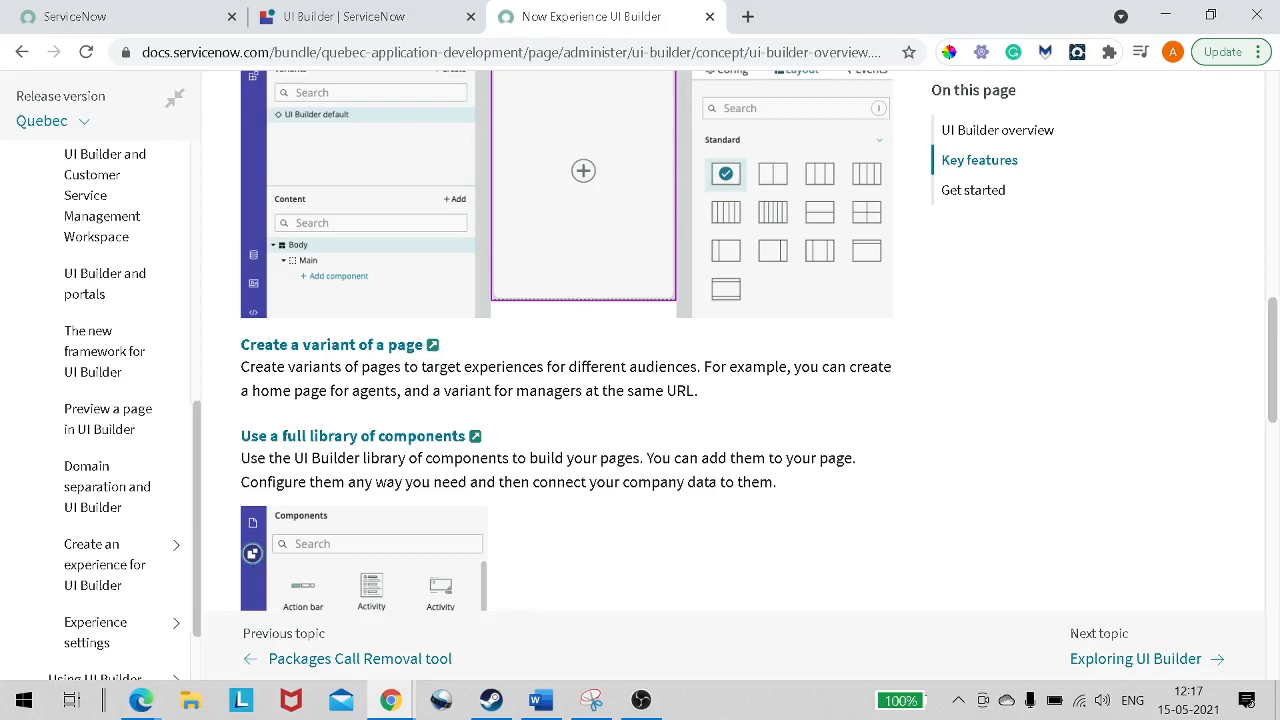 ServiceNow
UI Builder | ServiceNow
Now Experience UI Builder
docs.servicenow.com/bundle/quebec-application-development/page/administer/ui-builder/concept/ui-builder-overview....
A
Update
Release version
Quebec
UI Builder and
Customer
Service
Management
Workspace
UI Builder and
portals
The new
framework for
UI Builder
Preview a page
in UI Builder
Domain
separation and
UI Builder
Create an
experience for
UI Builder
Experience
settings
Using UI Builder
Search
UI Builder default
Content
+ Add
Search
Body
Main
+ Add component
Config
Layout
Events
Search
Standard
Create a variant of a page
Create variants of pages to target experiences for different audiences. For example, you can create
a home page for agents, and a variant for managers at the same URL.
Use a full library of components
Use the UI Builder library of components to build your pages. You can add them to your page.
Configure them any way you need and then connect your company data to them.
Components
Search
Action bar
Activity
Activity
On this page
UI Builder overview
Key features
Get started
Previous topic
Packages Call Removal tool
Next topic
Exploring UI Builder
L
W
100%
ENG
12:17
15-05-2021